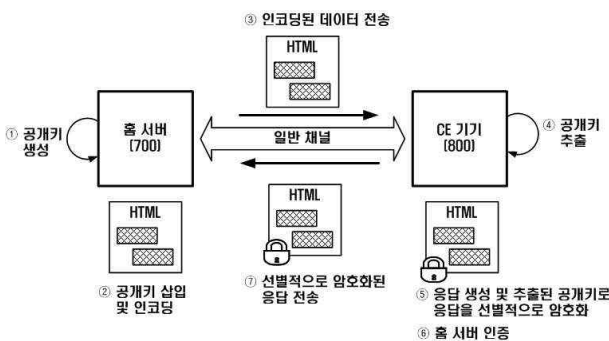 ③ 인코딩된 데이터 전송
HTML
① 공개키
생성
홈 서버
(700)
일반 채널
CE 기기
(800)
④ 공개키
추출
HTML
② 공개키 삽입
및 인코딩
HTML
⑦ 선별적으로 암호화된
응답 전송
HTML
⑤ 응답 생성 및 추출된 공개키로
응답을 선별적으로 암호화
⑥ 홈 서버 인증